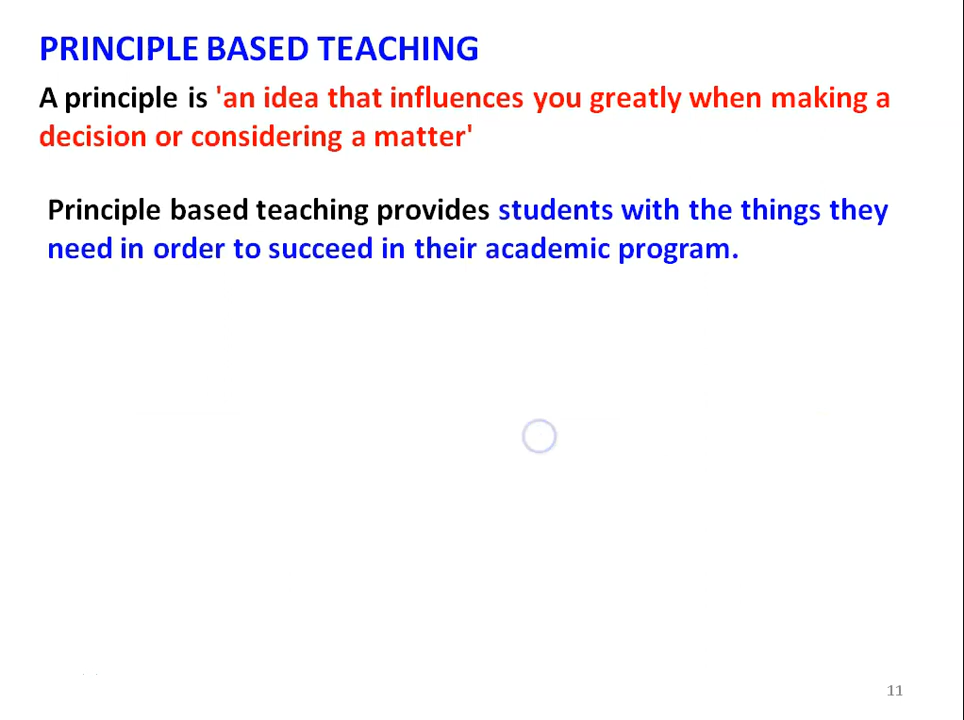 PRINCIPLE BASED TEACHING
A principle is 'an idea that influences you greatly when making a
decision or considering a matter'
Principle based teaching provides students with the things they
need in order to succeed in their academic program.
11